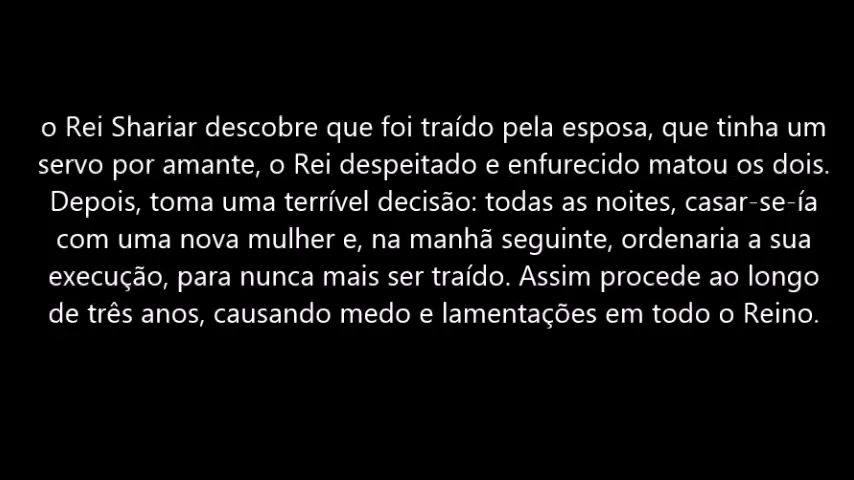 o Rei Shariar descobre que foi traído pela esposa, que tinha um
servo por amante, o Rei despeitado e enfurecido matou os dois.
Depois, toma uma terrível decisão: todas as noites, casar-se-ía
com uma nova mulher e, na manhã seguinte, ordenaria a sua
execução, para nunca mais ser traído. Assim procede ao longo
de três anos, causando medo e lamentações em todo o Reino.